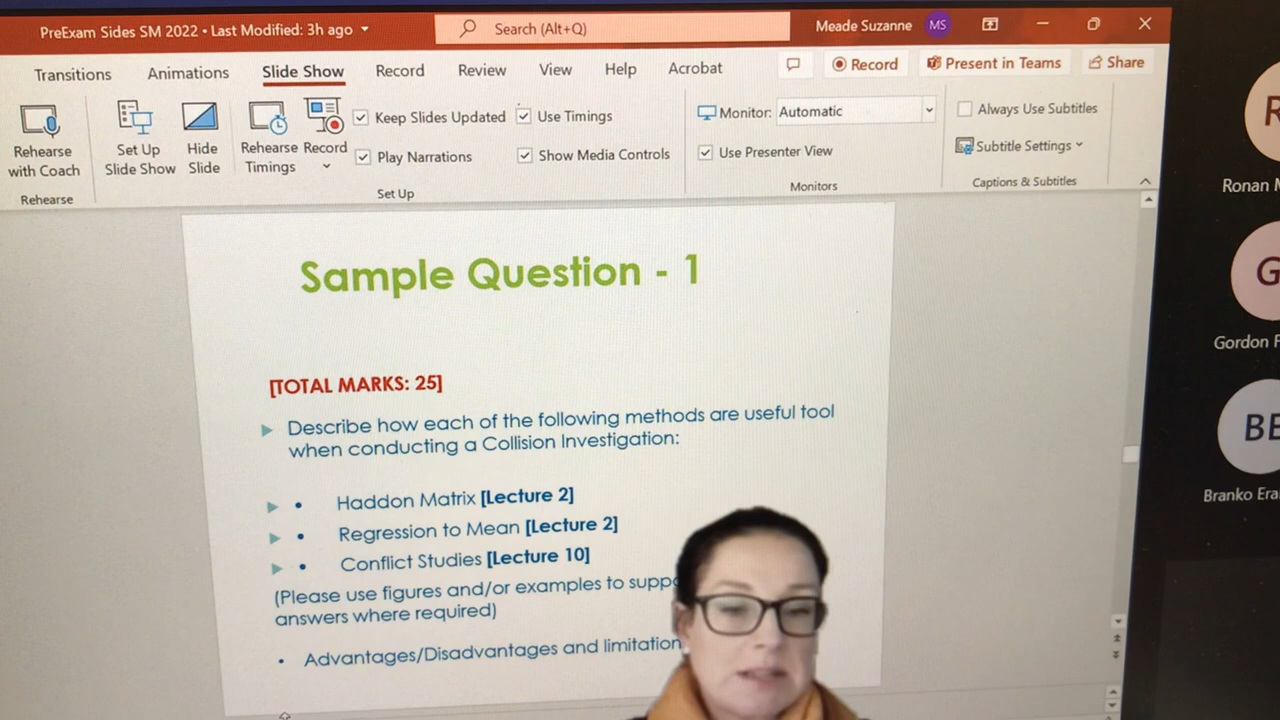 PreExam Sides SM 2022 • Last Modified: 3h ago
Search (Alt+Q)
Meade Suzanne MS
Transitions Animations Slide Show Record Review View Help Acrobat
Record Present in Teams Share
Rehearse with Coach
Set Up Slide Show
Hide Slide
Rehearse Timings
Record
Keep Slides Updated
Use Timings
Play Narrations
Show Media Controls
Monitor: Automatic
Use Presenter View
Always Use Subtitles
Subtitle Settings
Rehearse
Set Up
Monitors
Captions & Subtitles
Sample Question - 1
[TOTAL MARKS: 25]
Describe how each of the following methods are useful tool
when conducting a Collision Investigation:
• Haddon Matrix [Lecture 2]
• Regression to Mean [Lecture 2]
• Conflict Studies [Lecture 10]
(Please use figures and/or examples to supp
answers where required)
• Advantages/Disadvantages and limitation
R
Ronan M
G
Gordon F
BE
Branko Era